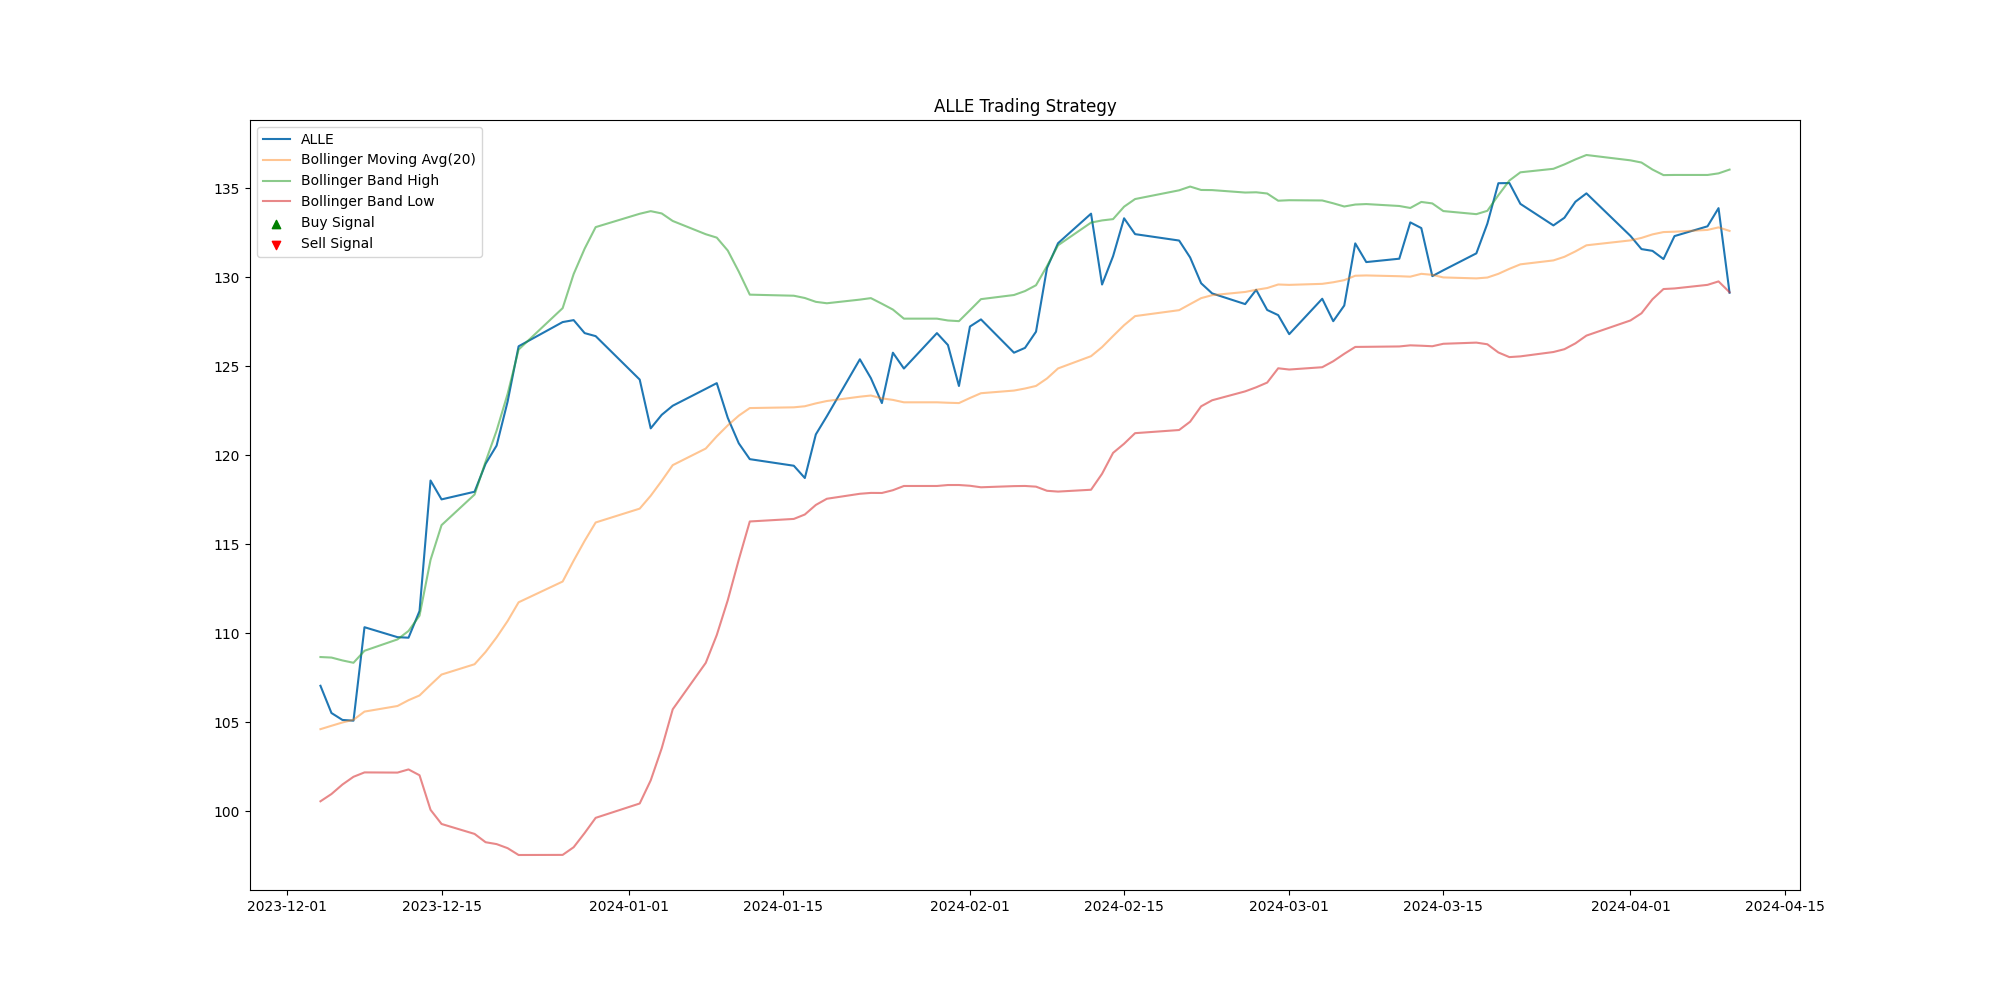 ALLE Trading Strategy
ALLE
Bollinger Moving Avg(20)
Bollinger Band High
Bollinger Band Low
Buy Signal
Sell Signal
135
130
125
120
115
110
105
100
2023-12-01 2023-12-15 2024-01-01 2024-01-15 2024-02-01 2024-02-15 2024-03-01 2024-03-15 2024-04-01 2024-04-15